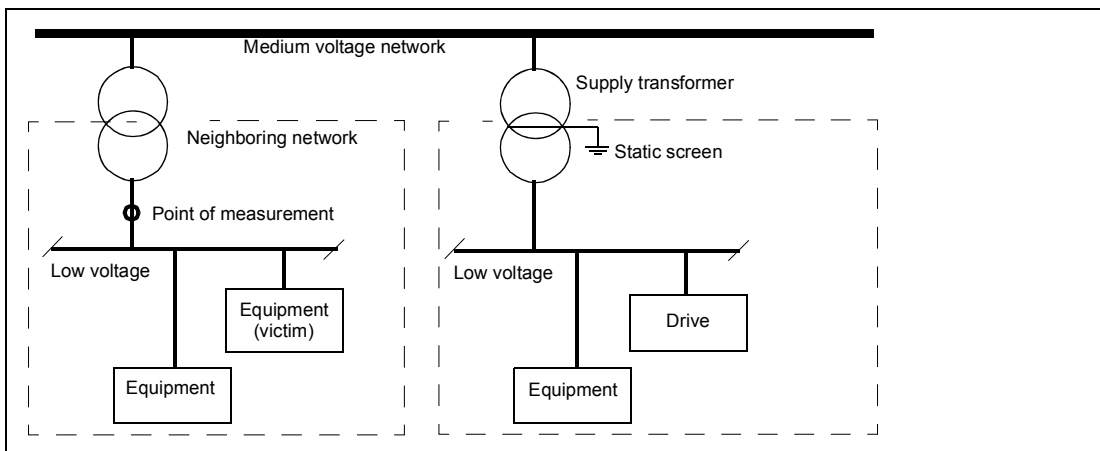 Medium voltage network
Supply transformer
Neighboring network
Static screen
Point of measurement
Low voltage
Low voltage
Equipment
(victim)
Drive
Equipment
Equipment